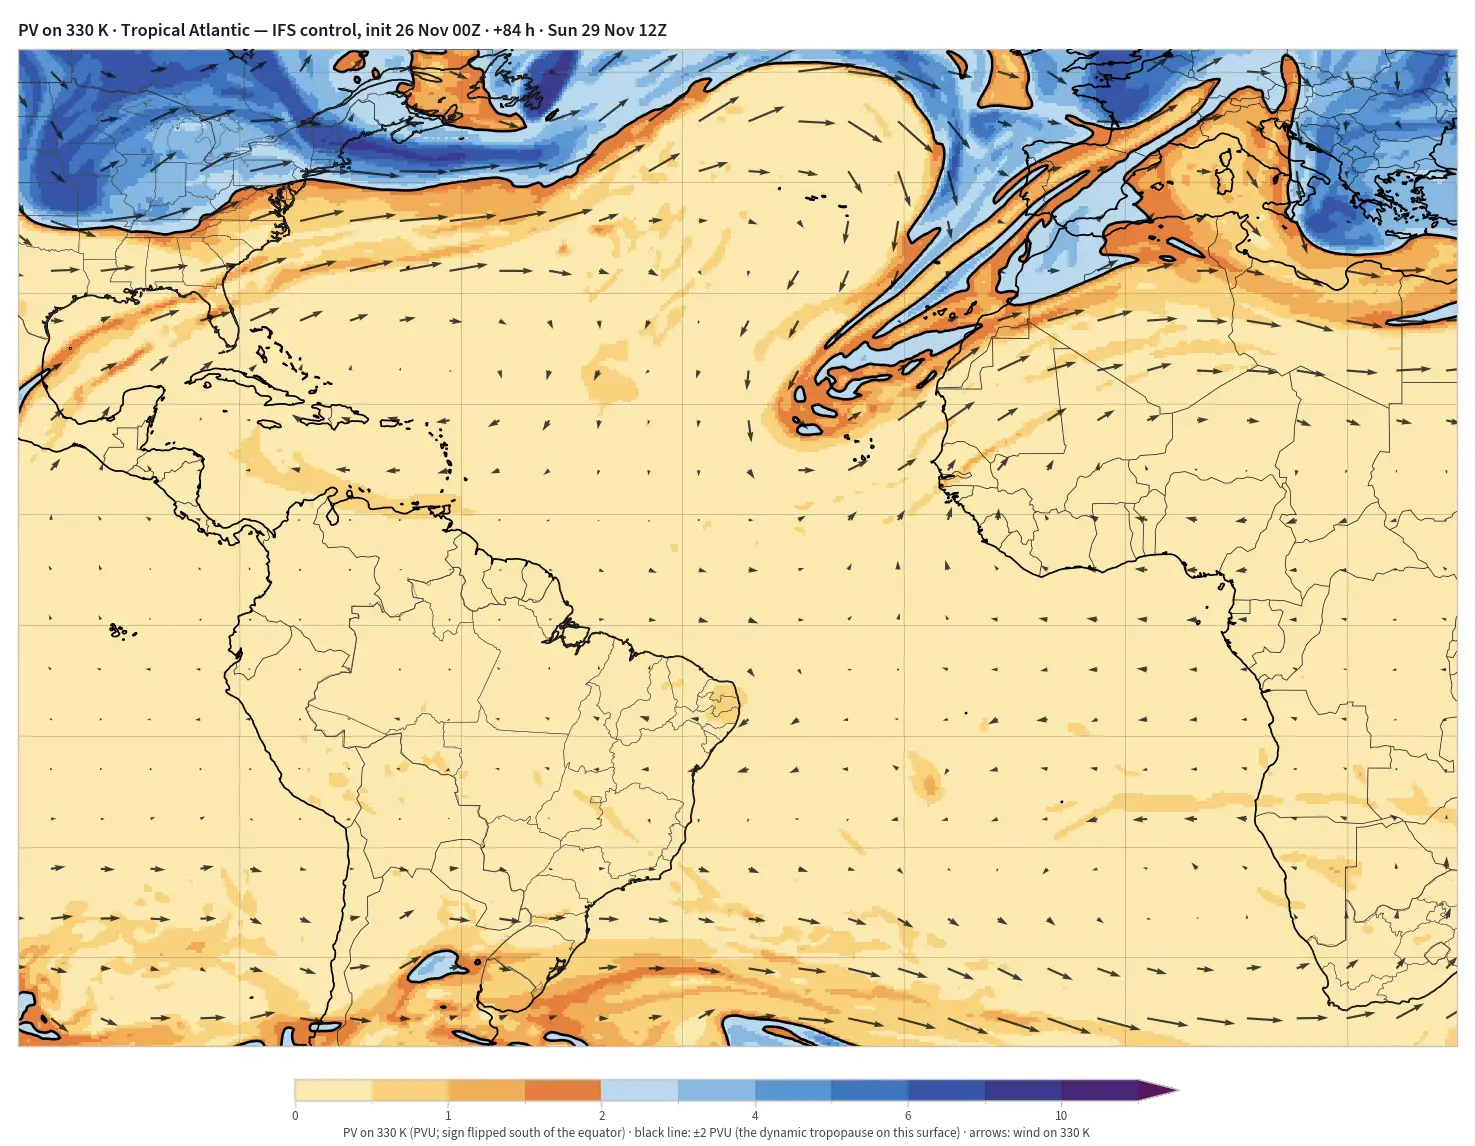 PV on 330 K · Tropical Atlantic — IFS control, init 26 Nov 00Z · +84 h · Sun 29 Nov 12Z
0 1 2 4 6 10
PV on 330 K (PVU; sign flipped south of the equator) · black line: ±2 PVU (the dynamic tropopause on this surface) · arrows: wind on 330 K